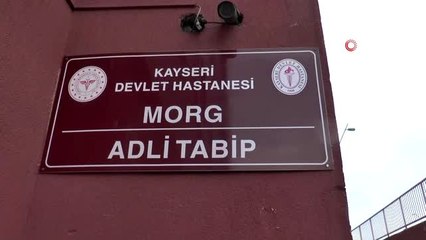 KAYSERİ
DEVLET HASTANESİ
MORG
ADLİ TABİP